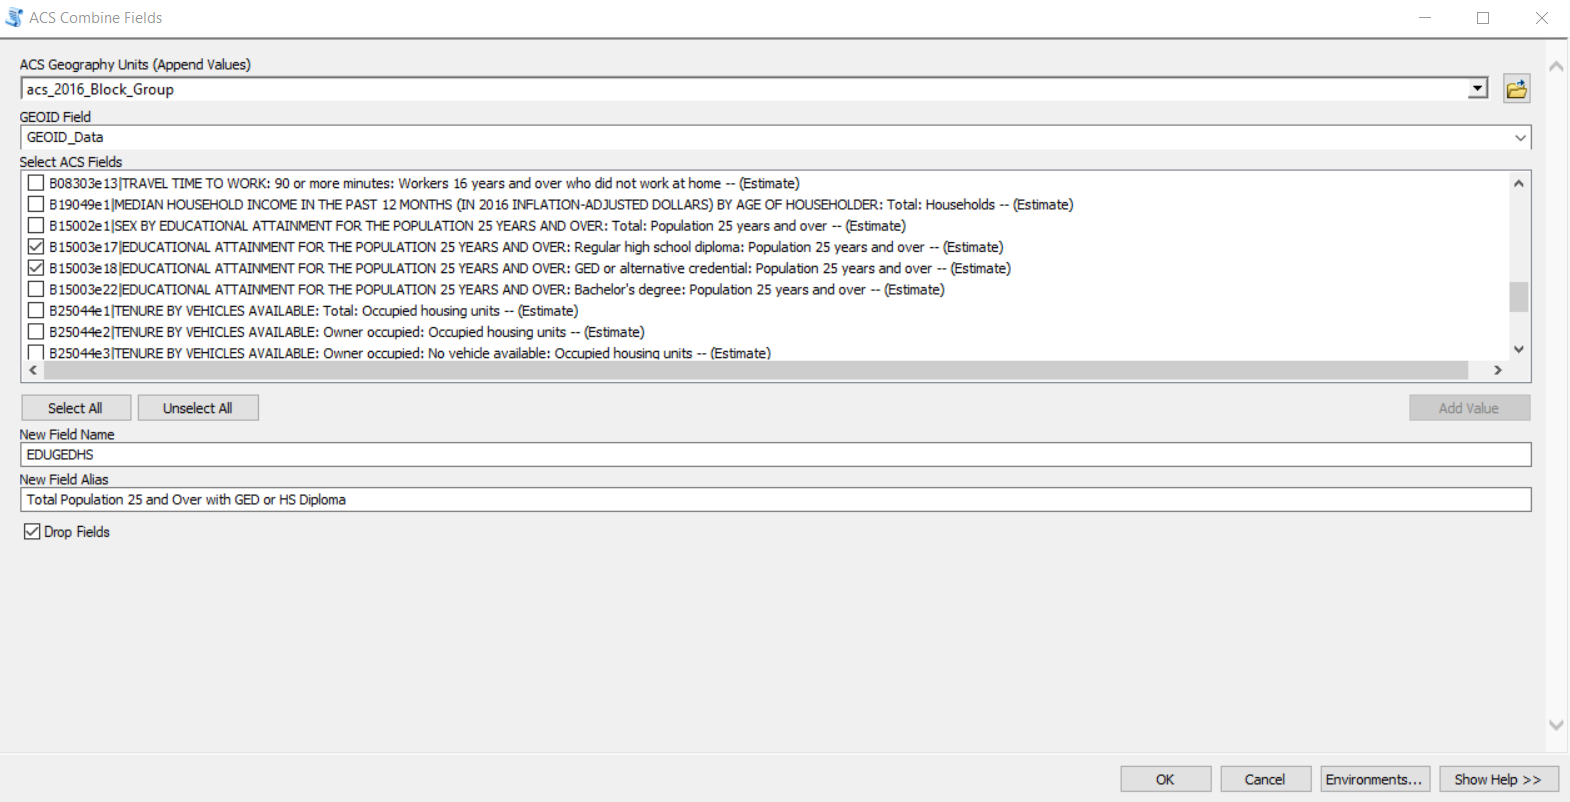 ACS Combine Fields
ACS Geography Units (Append Values)
acs_2016_Block_Group
GEOID Field
GEOID_Data
Select ACS Fields
B08303e13|TRAVEL TIME TO WORK: 90 or more minutes: Workers 16 years and over who did not work at home -- (Estimate)
B19049e1|MEDIAN HOUSEHOLD INCOME IN THE PAST 12 MONTHS (IN 2016 INFLATION-ADJUSTED DOLLARS) BY AGE OF HOUSEHOLDER: Total: Households -- (Estimate)
B15002e1|SEX BY EDUCATIONAL ATTAINMENT FOR THE POPULATION 25 YEARS AND OVER: Total: Population 25 years and over -- (Estimate)
B15003e17|EDUCATIONAL ATTAINMENT FOR THE POPULATION 25 YEARS AND OVER: Regular high school diploma: Population 25 years and over -- (Estimate)
B15003e18|EDUCATIONAL ATTAINMENT FOR THE POPULATION 25 YEARS AND OVER: GED or alternative credential: Population 25 years and over -- (Estimate)
B15003e22|EDUCATIONAL ATTAINMENT FOR THE POPULATION 25 YEARS AND OVER: Bachelor's degree: Population 25 years and over -- (Estimate)
B25044e1|TENURE BY VEHICLES AVAILABLE: Total: Occupied housing units -- (Estimate)
B25044e2|TENURE BY VEHICLES AVAILABLE: Owner occupied: Occupied housing units -- (Estimate)
B25044e3|TENURE BY VEHICLES AVAILABLE: Owner occupied: No vehicle available: Occupied housing units -- (Estimate)
Select All Unselect All Add Value
New Field Name
EDUGEDHS
New Field Alias
Total Population 25 and Over with GED or HS Diploma
Drop Fields
OK Cancel Environments... Show Help >>